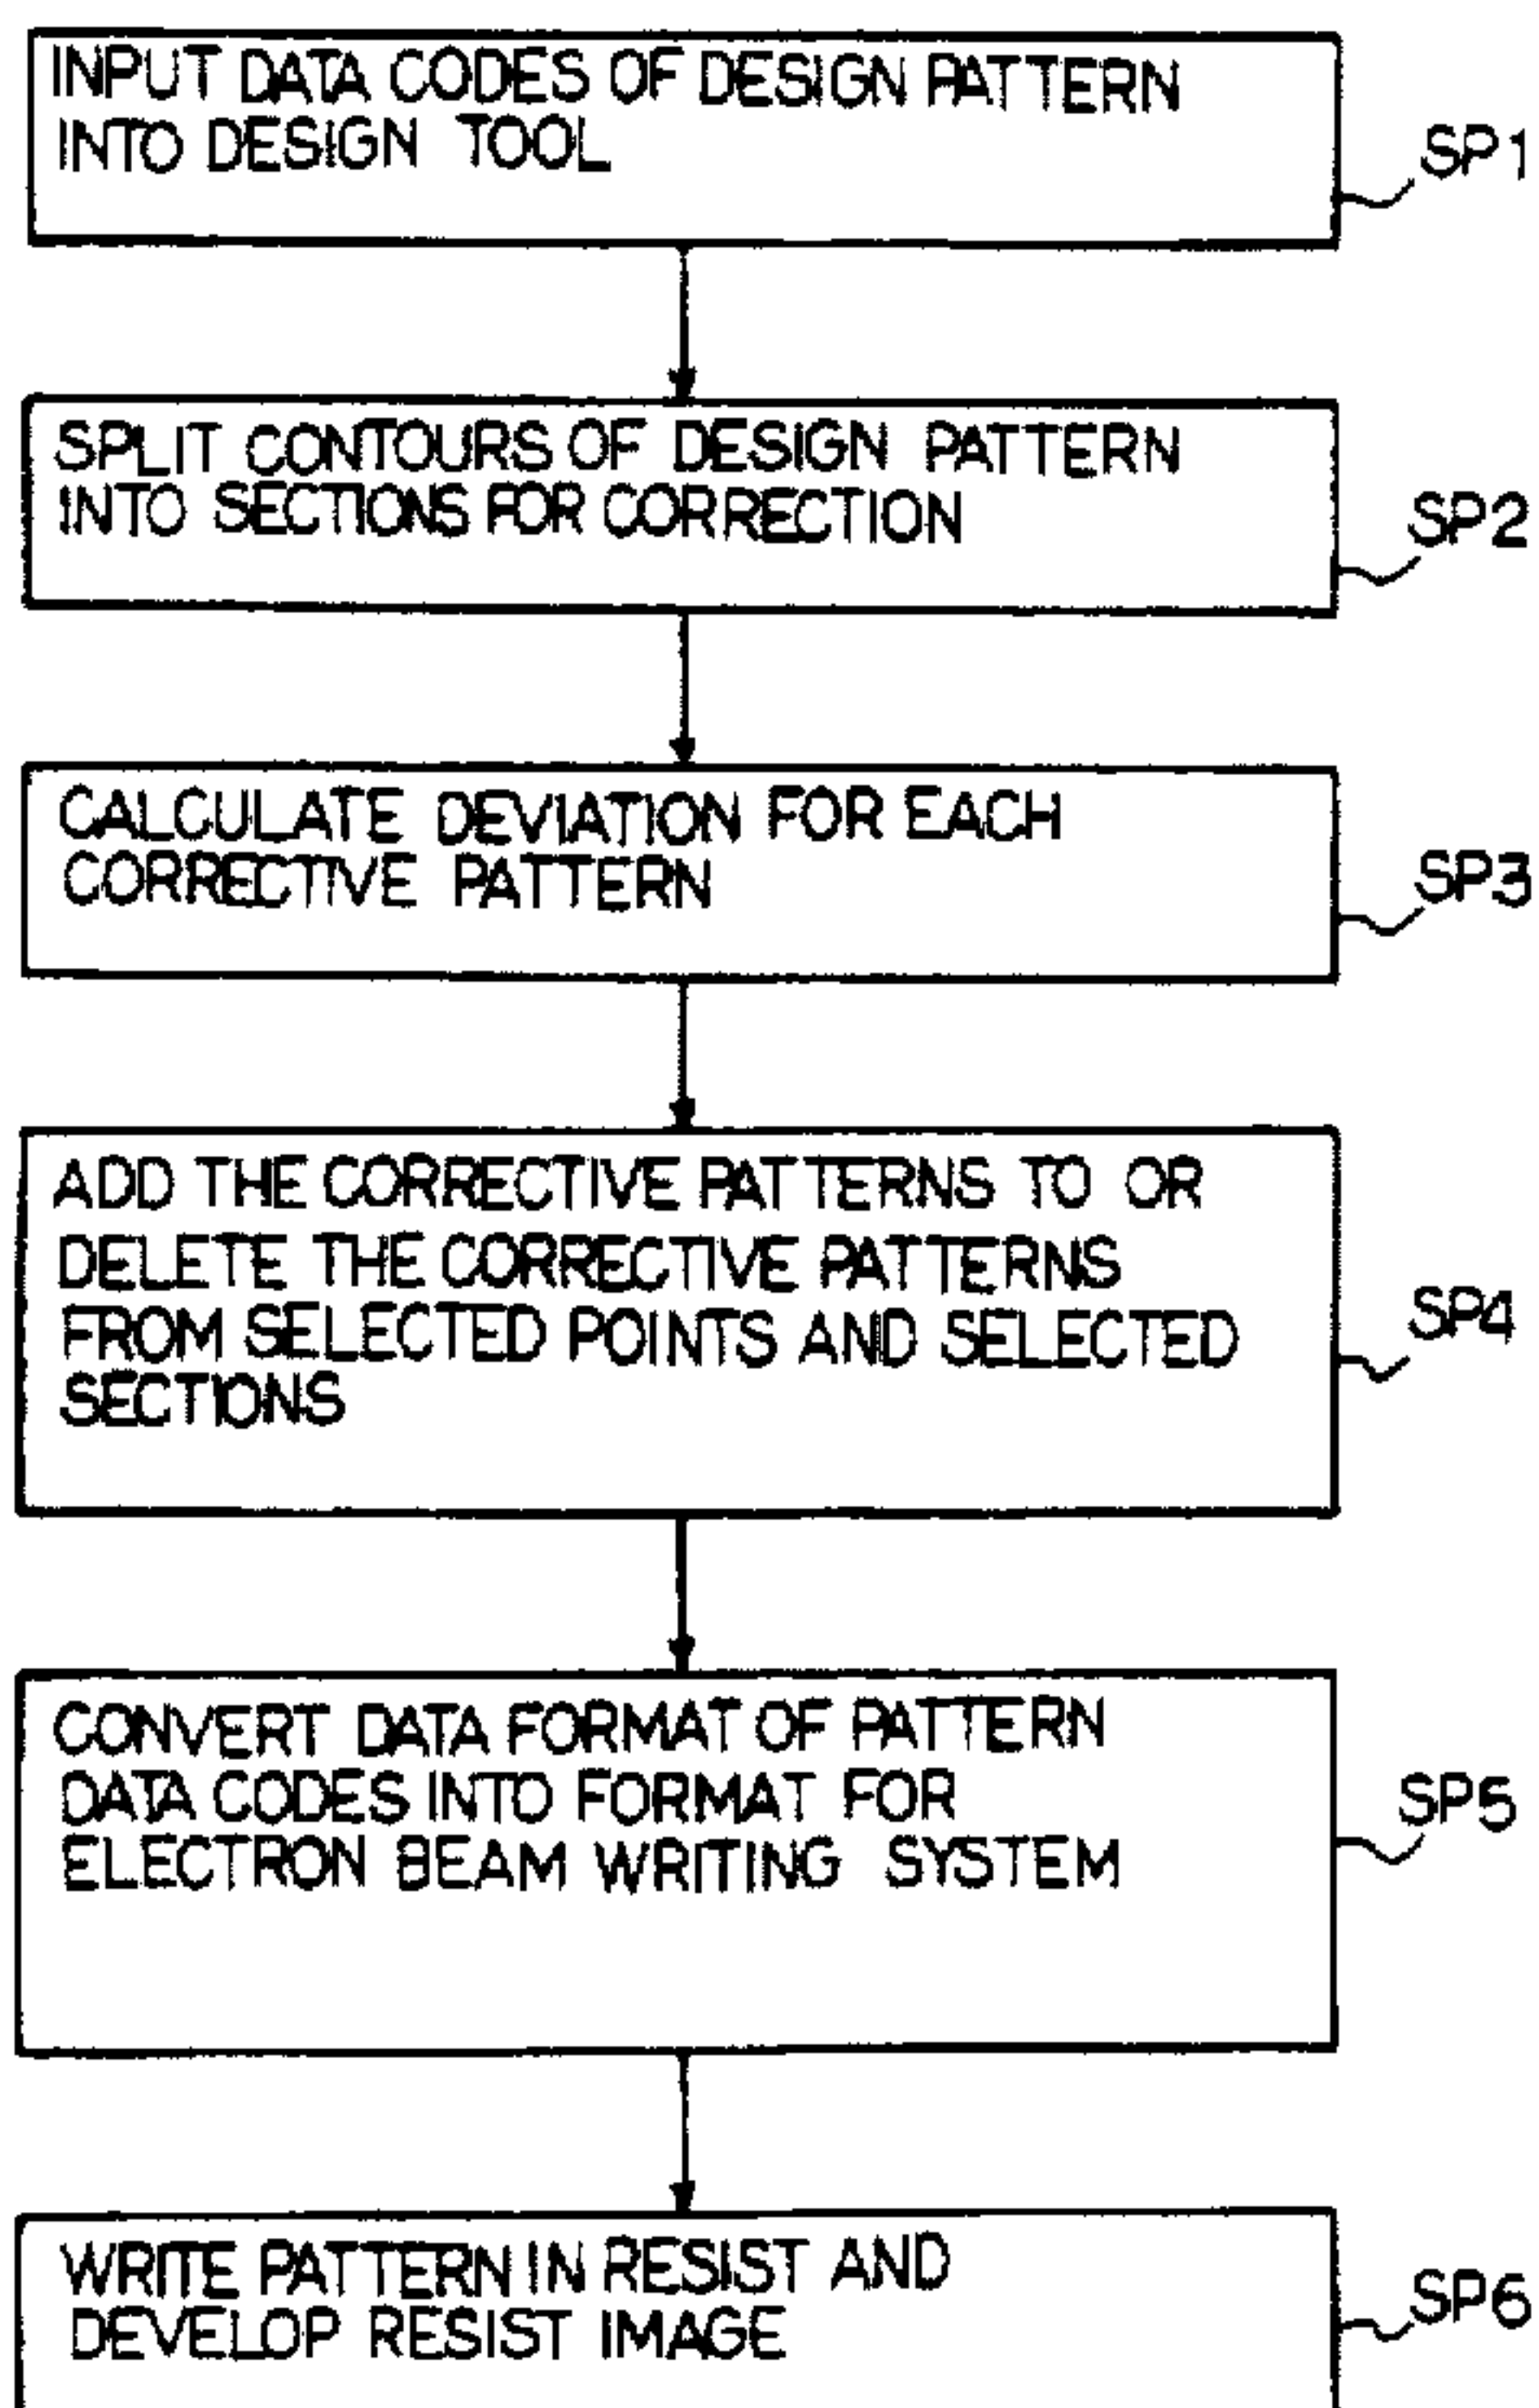 INPUT DATA CODES OF DESIGN PATTERN
INTO DESIGN TOOL
SP1
SPLIT CONTOURS OF DESIGN PATTERN
INTO SECTIONS FOR CORRECTION
SP2
CALCULATE DEVIATION FOR EACH
CORRECTIVE PATTERN
SP3
ADD THE CORRECTIVE PATTERNS TO OR
DELETE THE CORRECTIVE PATTERNS
FROM SELECTED POINTS AND SELECTED
SECTIONS
SP4
CONVERT DATA FORMAT OF PATTERN
DATA CODES INTO FORMAT FOR
ELECTRON BEAM WRITING SYSTEM
SP5
WRITE PATTERN IN RESIST AND
DEVELOP RESIST IMAGE
SP6